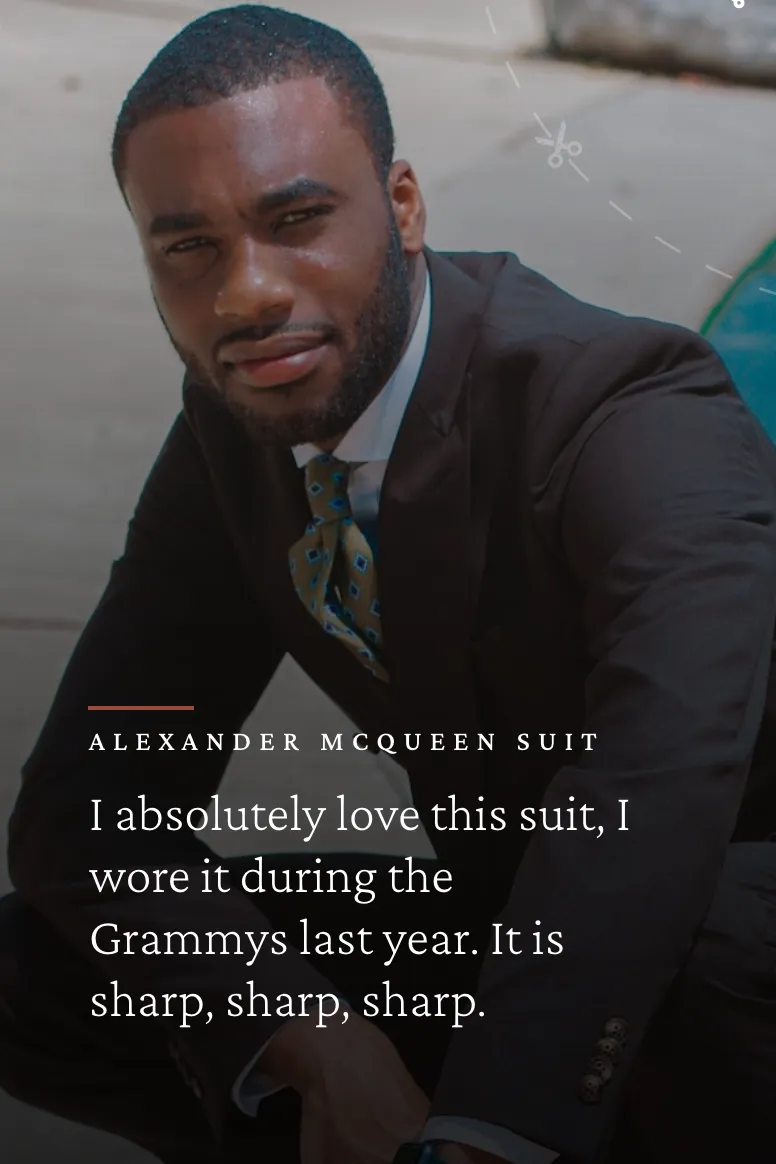 ALEXANDER MCQUEEN SUIT
I absolutely love this suit, I
wore it during the
Grammys last year. It is
sharp, sharp, sharp.